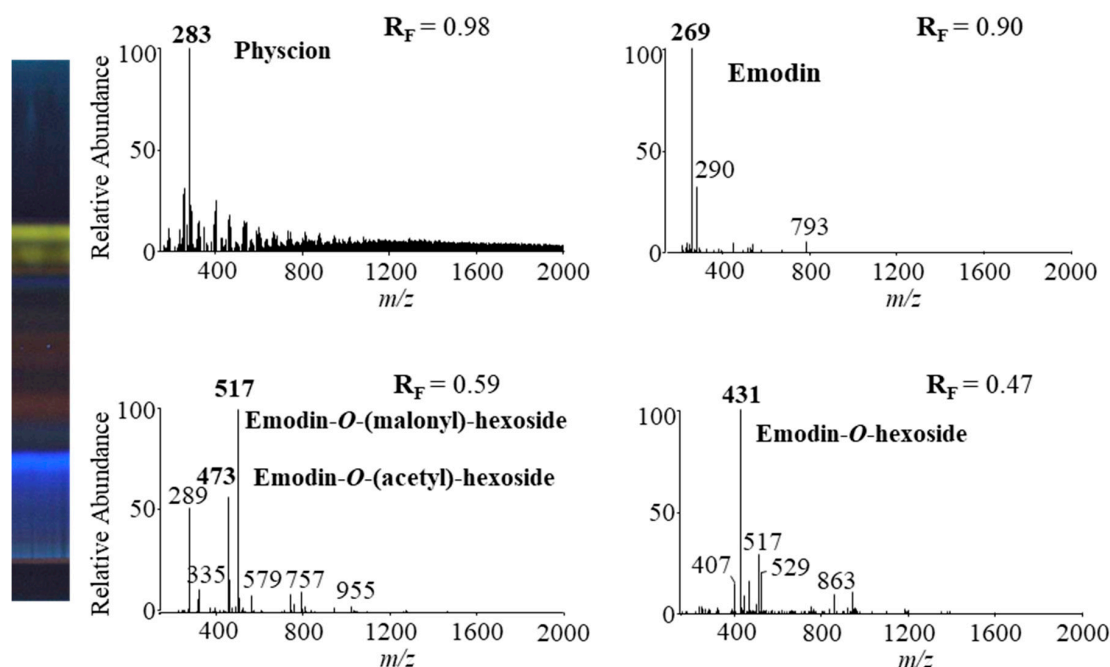 283
Physcion
R_F = 0.98
100
50
0
Relative Abundance
400 800 1200 1600 2000
m/z
269
Emodin
R_F = 0.90
100
50
0
290
793
400 800 1200 1600 2000
m/z
517
R_F = 0.59
100
50
0
Relative Abundance
Emodin-O-(malonyl)-hexoside
473 Emodin-O-(acetyl)-hexoside
289
335 579 757 955
400 800 1200 1600 2000
m/z
431
R_F = 0.47
100
50
0
Emodin-O-hexoside
407 517
529
863
400 800 1200 1600 2000
m/z